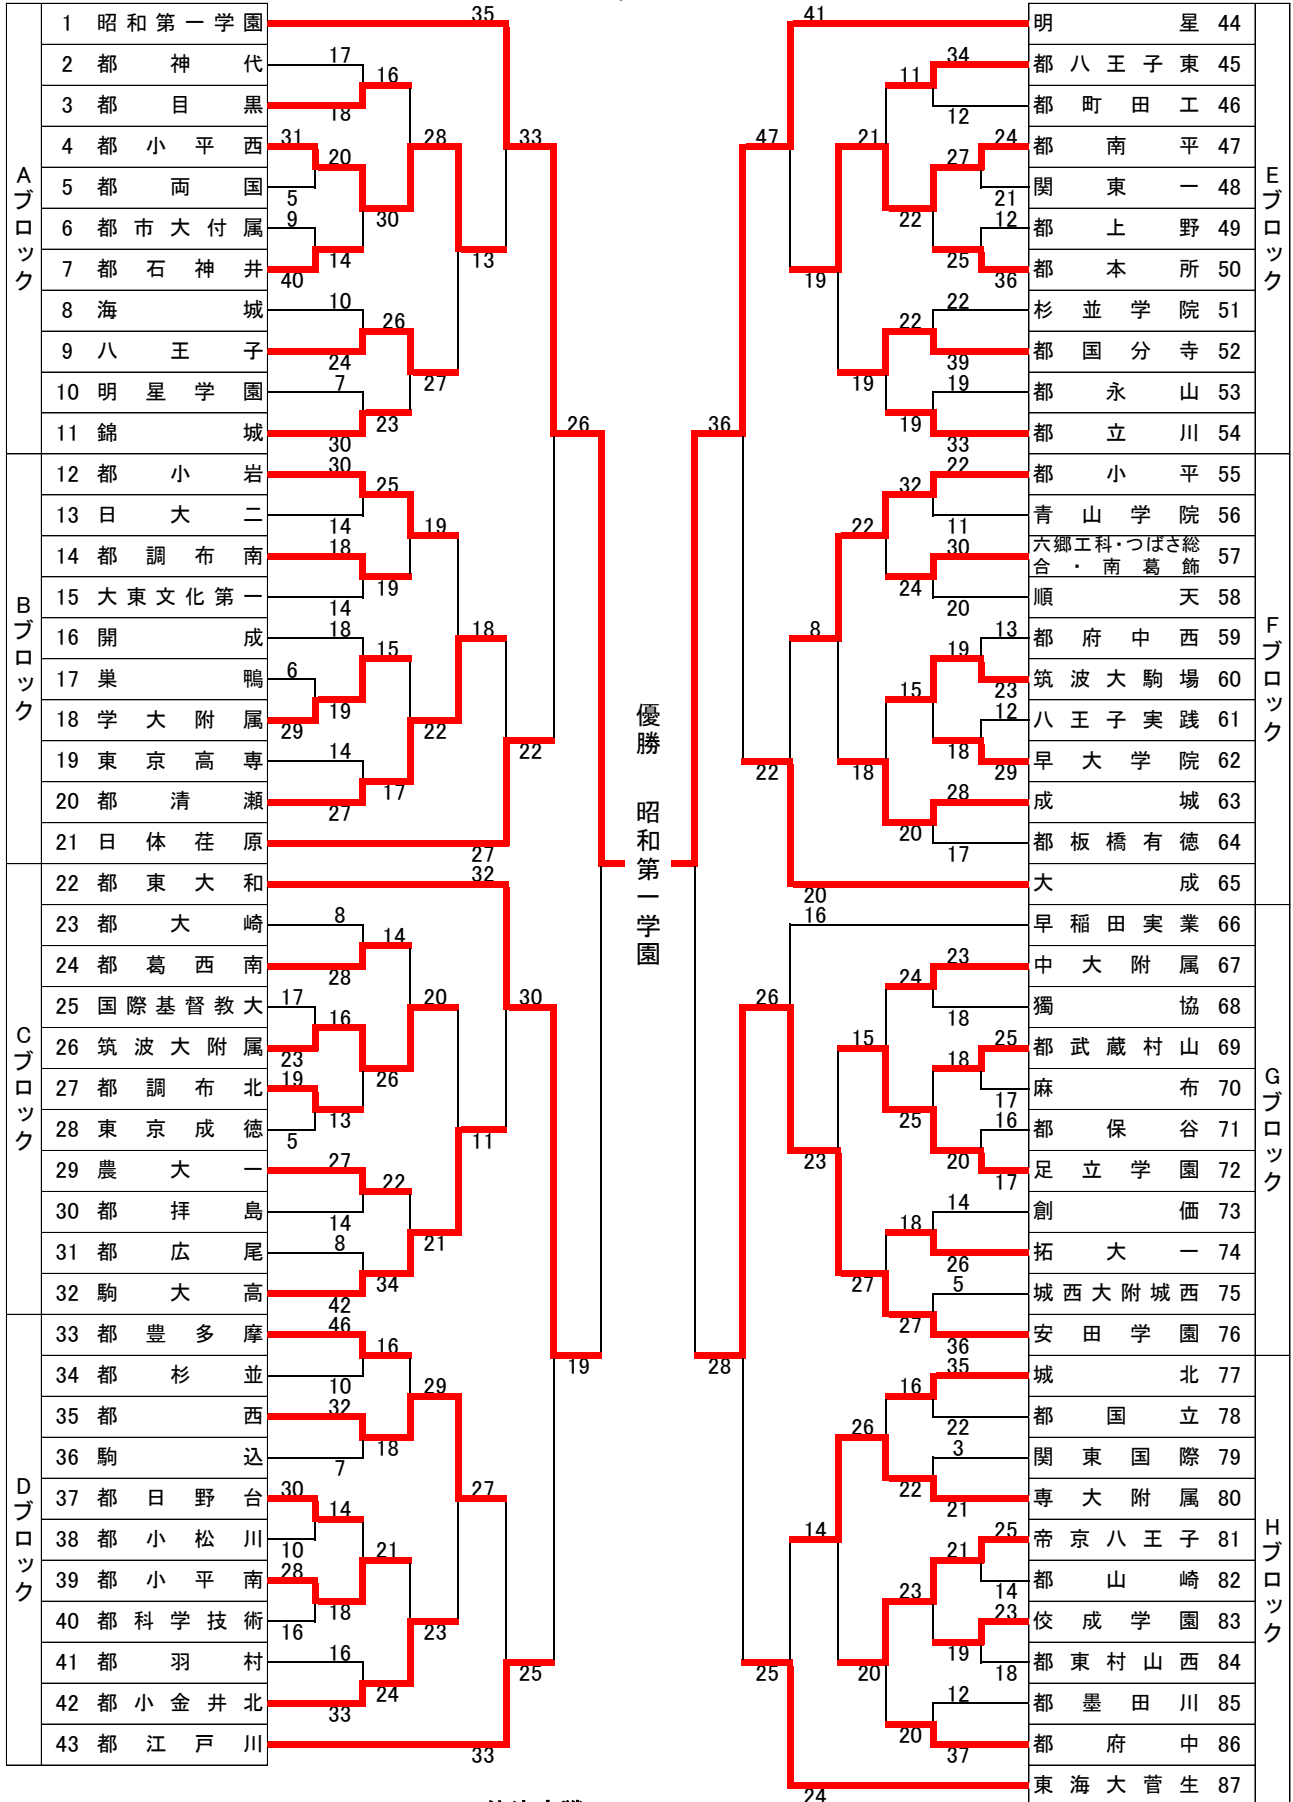 Aブロック
1 昭和第一学園 35
2 都神代 17
3 都目黒 18
4 都小平西 31
5 都両国 5
6 都市大付属 9
7 都石神井 40
8 海城 10
9 八王子 24
10 明星学園 7
11 錦城 30
16
20
14
26
23
28
30
27
13
33
Bブロック
12 都小岩 30
13 日大二 14
14 都調布南 18
15 大東文化第一 14
16 開成 18
17 巣鴨 6
18 学大附属 29
19 東京高専 14
20 都清瀬 27
21 日体荏原 27
25
19
15
19
17
19
22
18
22
26
Cブロック
22 都東大和 32
23 都大崎 8
24 都葛西南 28
25 国際基督教大 17
26 筑波大附属 23
27 都調布北 19
28 東京成徳 5
29 農大一 27
30 都拝島 14
31 都広尾 8
32 駒大高 42
14
16
13
22
34
20
26
21
11
30
Dブロック
33 都豊多摩 46
34 都杉並 10
35 都西 32
36 駒込 7
37 都日野台 30
38 都小松川 10
39 都小平南 28
40 都科学技術 16
41 都羽村 16
42 都小金井北 33
43 都江戸川 33
16
18
14
18
24
29
21
23
27
25
19
優勝 昭和第一学園
Eブロック
41 明星 44
34 都八王子東 45
12 都町田工 46
24 都南平 47
21 関東一 48
12 都上野 49
36 都本所 50
22 杉並学院 51
39 都国分寺 52
19 都永山 53
33 都立川 54
11
27
25
22
19
21
22
19
19
47
36
Fブロック
22 都小平 55
11 青山学院 56
30 六郷工科・つばさ総合・南葛飾 57
20 順天 58
13 都府中西 59
23 筑波大駒場 60
12 八王子実践 61
29 早大学院 62
28 成城 63
17 都板橋有徳 64
20 大成 65
32
24
19
18
20
22
15
18
8
22
Gブロック
16 早稲田実業 66
23 中大附属 67
18 獨協 68
25 都武蔵村山 69
17 麻布 70
16 都保谷 71
17 足立学園 72
14 創価 73
26 拓大一 74
5 城西大附城西 75
36 安田学園 76
24
18
20
25
18
27
15
27
23
26
28
Hブロック
35 城北 77
22 都国立 78
3 関東国際 79
21 専大附属 80
25 帝京八王子 81
14 都山崎 82
23 佼成学園 83
18 都東村山西 84
12 都墨田川 85
37 都府中 86
24 東海大菅生 87
16
22
21
19
20
26
23
20
14
25